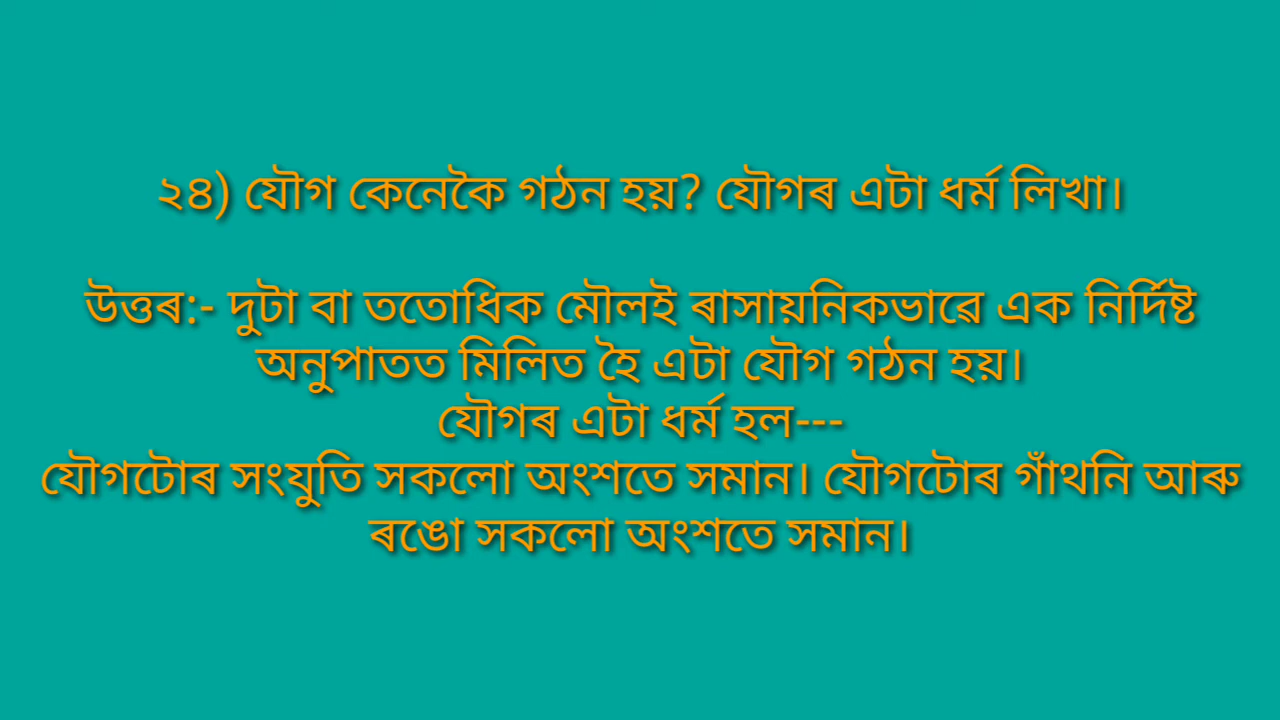 ২৪) যৌগ কেনেকৈ গঠন হয়? যৌগৰ এটা ধৰ্ম লিখা।
উত্তৰ:- দুটা বা ততোধিক মৌলই ৰাসায়নিকভাৱে এক নিৰ্দিষ্ট
অনুপাতত মিলিত হৈ এটা যৌগ গঠন হয়।
যৌগৰ এটা ধৰ্ম হল---
যৌগটোৰ সংযুতি সকলো অংশতে সমান। যৌগটোৰ গাঁথনি আৰু
ৰঙো সকলো অংশতে সমান।